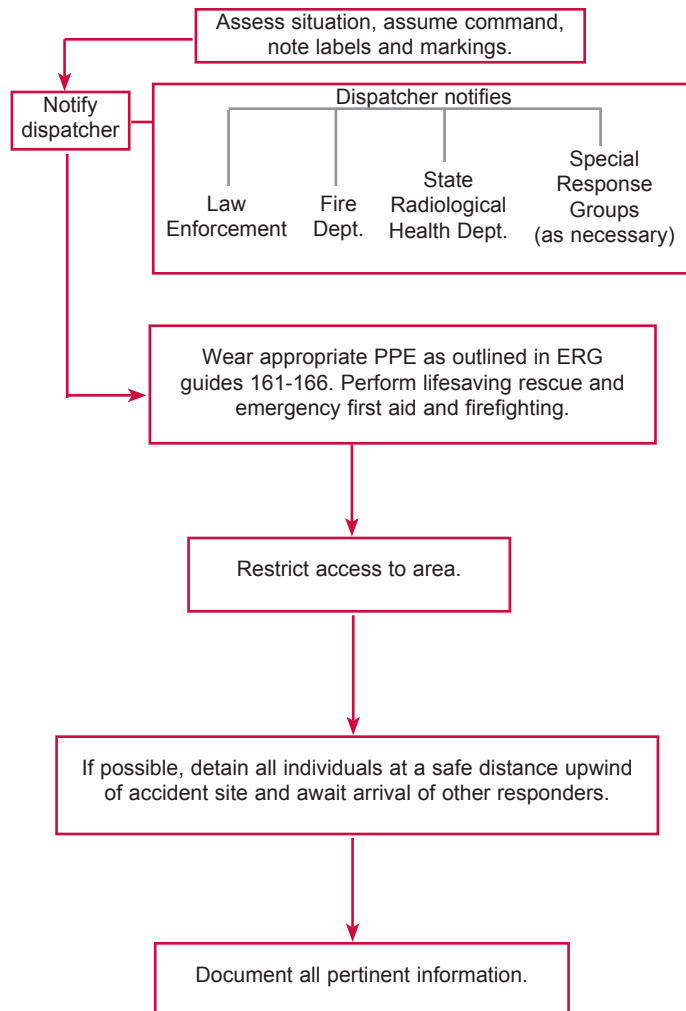 Assess situation, assume command,
note labels and markings.
Notify
dispatcher
Dispatcher notifies
Law
Enforcement
Fire
Dept.
State
Radiological
Health Dept.
Special
Response
Groups
(as necessary)
Wear appropriate PPE as outlined in ERG
guides 161-166. Perform lifesaving rescue and
emergency first aid and firefighting.
Restrict access to area.
If possible, detain all individuals at a safe distance upwind
of accident site and await arrival of other responders.
Document all pertinent information.